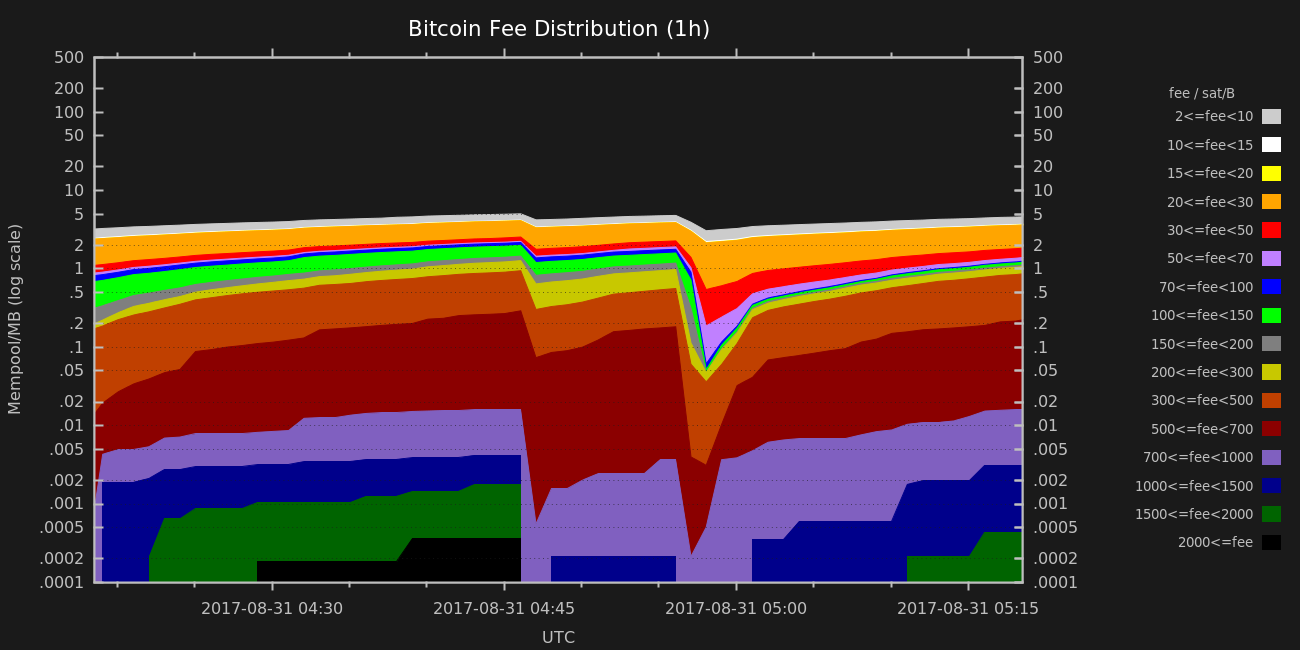 Bitcoin Fee Distribution (1h)
500
200
100
50
20
10
5
2
1
.5
.2
.1
.05
.02
.01
.005
.002
.001
.0005
.0002
.0001
Mempool/MB (log scale)
500
200
100
50
20
10
5
2
1
.5
.2
.1
.05
.02
.01
.005
.002
.001
.0005
.0002
.0001
2017-08-31 04:30
2017-08-31 04:45
2017-08-31 05:00
2017-08-31 05:15
UTC
fee / sat/B
2<=fee<10
10<=fee<15
15<=fee<20
20<=fee<30
30<=fee<50
50<=fee<70
70<=fee<100
100<=fee<150
150<=fee<200
200<=fee<300
300<=fee<500
500<=fee<700
700<=fee<1000
1000<=fee<1500
1500<=fee<2000
2000<=fee